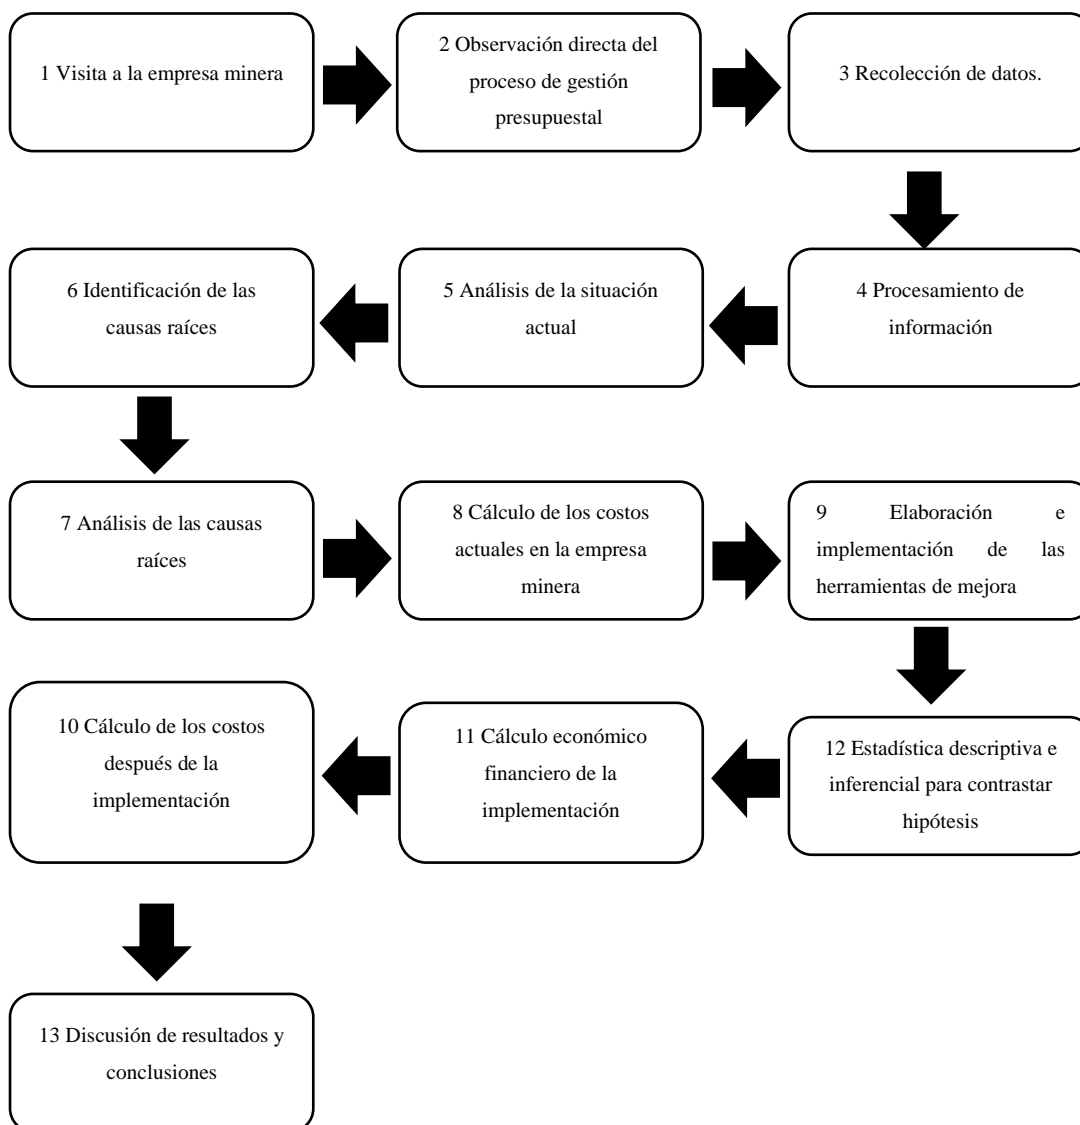 1 Visita a la empresa minera
2 Observación directa del
proceso de gestión
presupuestal
3 Recolección de datos.
6 Identificación de las
causas raíces
5 Análisis de la situación
actual
4 Procesamiento de
información
7 Análisis de las causas
raíces
8 Cálculo de los costos
actuales en la empresa
minera
9 Elaboración e
implementación de las
herramientas de mejora
10 Cálculo de los costos
después de la
implementación
11 Cálculo económico
financiero de la
implementación
12 Estadística descriptiva e
inferencial para contrastar
hipótesis
13 Discusión de resultados y
conclusiones